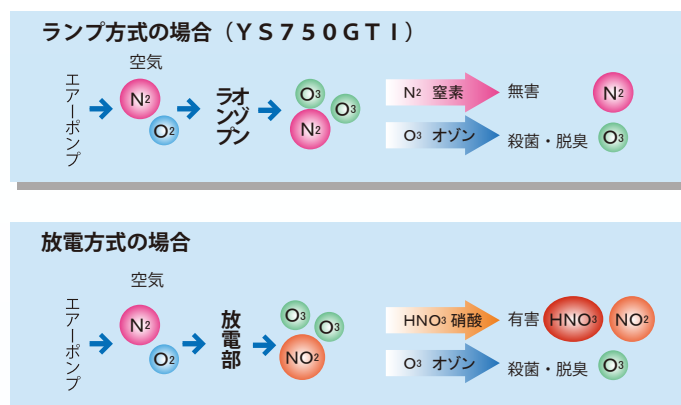 ランプ方式の場合（ＹＳ７５０ＧＴＩ）
空気
エアーポンプ
N2
O2
オゾン
ランプ
O3
O3
N2
N2 窒素
無害
N2
O3 オゾン
殺菌・脱臭
O3
放電方式の場合
空気
エアーポンプ
N2
O2
放電部
O3
O3
NO2
HNO3 硝酸
有害
HNO3
NO2
O3 オゾン
殺菌・脱臭
O3